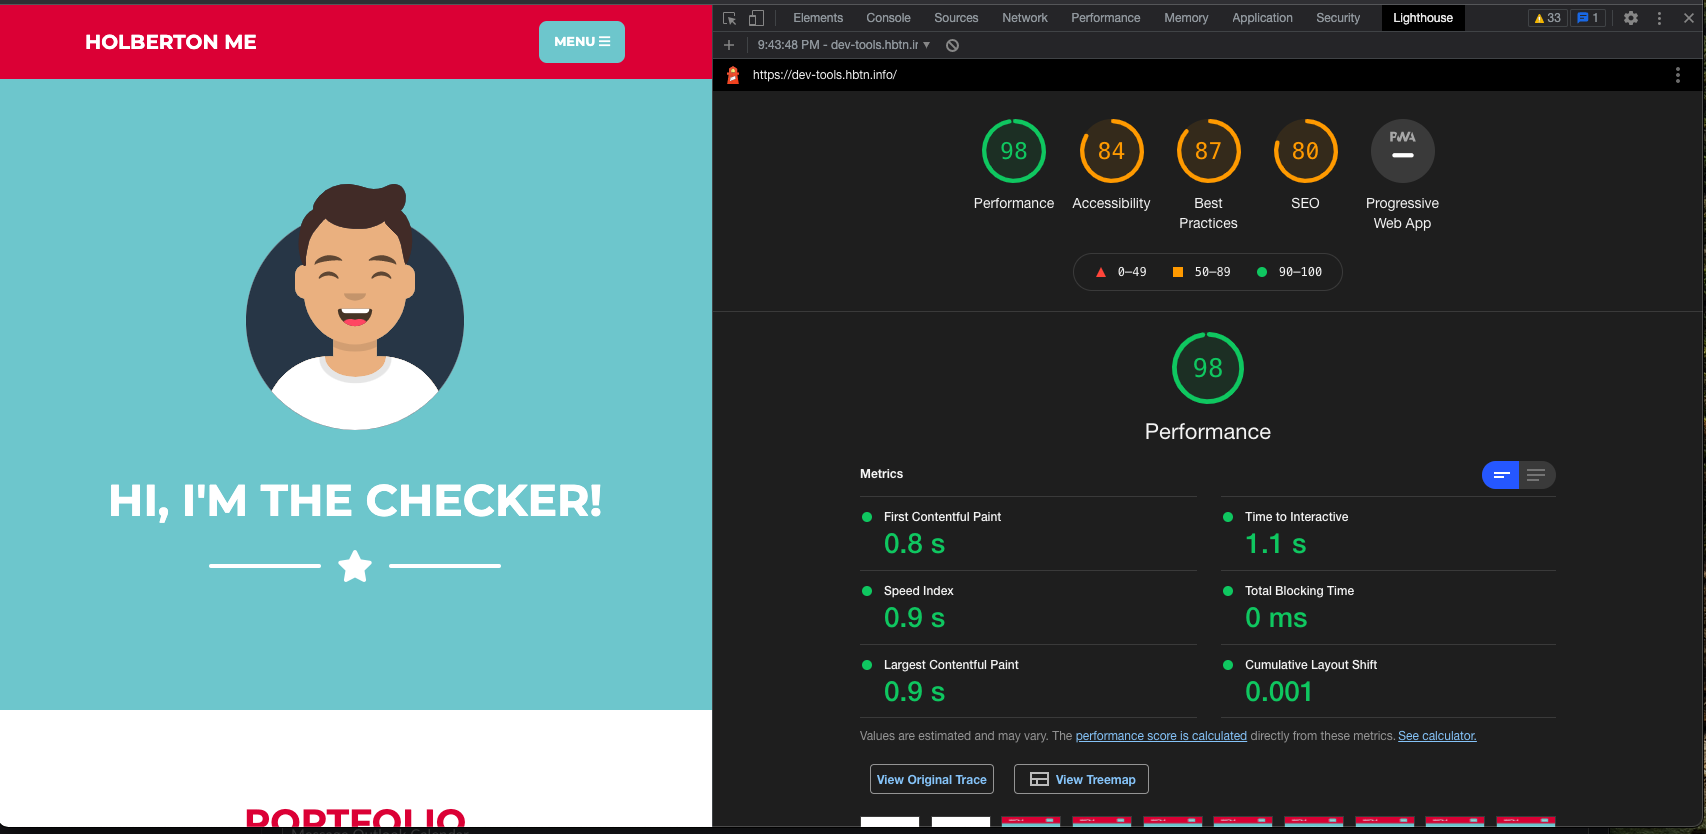 HOLBERTON ME
MENU
HI, I'M THE CHECKER!
PORTFOLIO
Elements Console Sources Network Performance Memory Application Security Lighthouse 33 1
9:43:48 PM - dev-tools.hbtn.ir
https://dev-tools.hbtn.info/
98 84 87 80 PWA
Performance Accessibility Best Practices SEO Progressive Web App
0–49 50–89 90–100
98
Performance
Metrics
First Contentful Paint
0.8 s
Time to Interactive
1.1 s
Speed Index
0.9 s
Total Blocking Time
0 ms
Largest Contentful Paint
0.9 s
Cumulative Layout Shift
0.001
Values are estimated and may vary. The performance score is calculated directly from these metrics. See calculator.
View Original Trace View Treemap